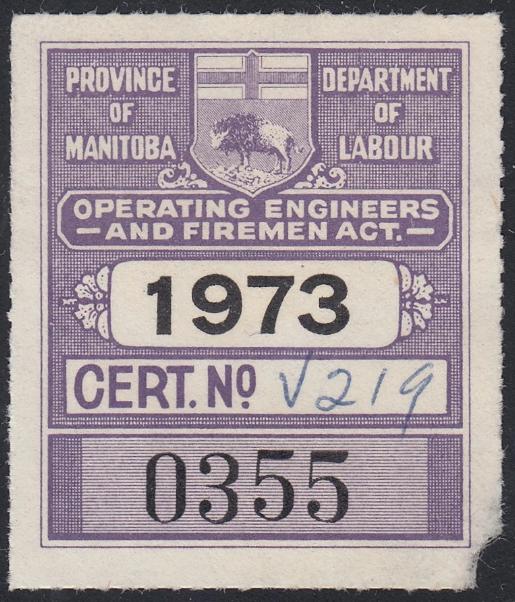 PROVINCE OF MANITOBA
DEPARTMENT OF LABOUR
OPERATING ENGINEERS
—AND FIREMEN ACT.—
1973
CERT. Nº V219
0355